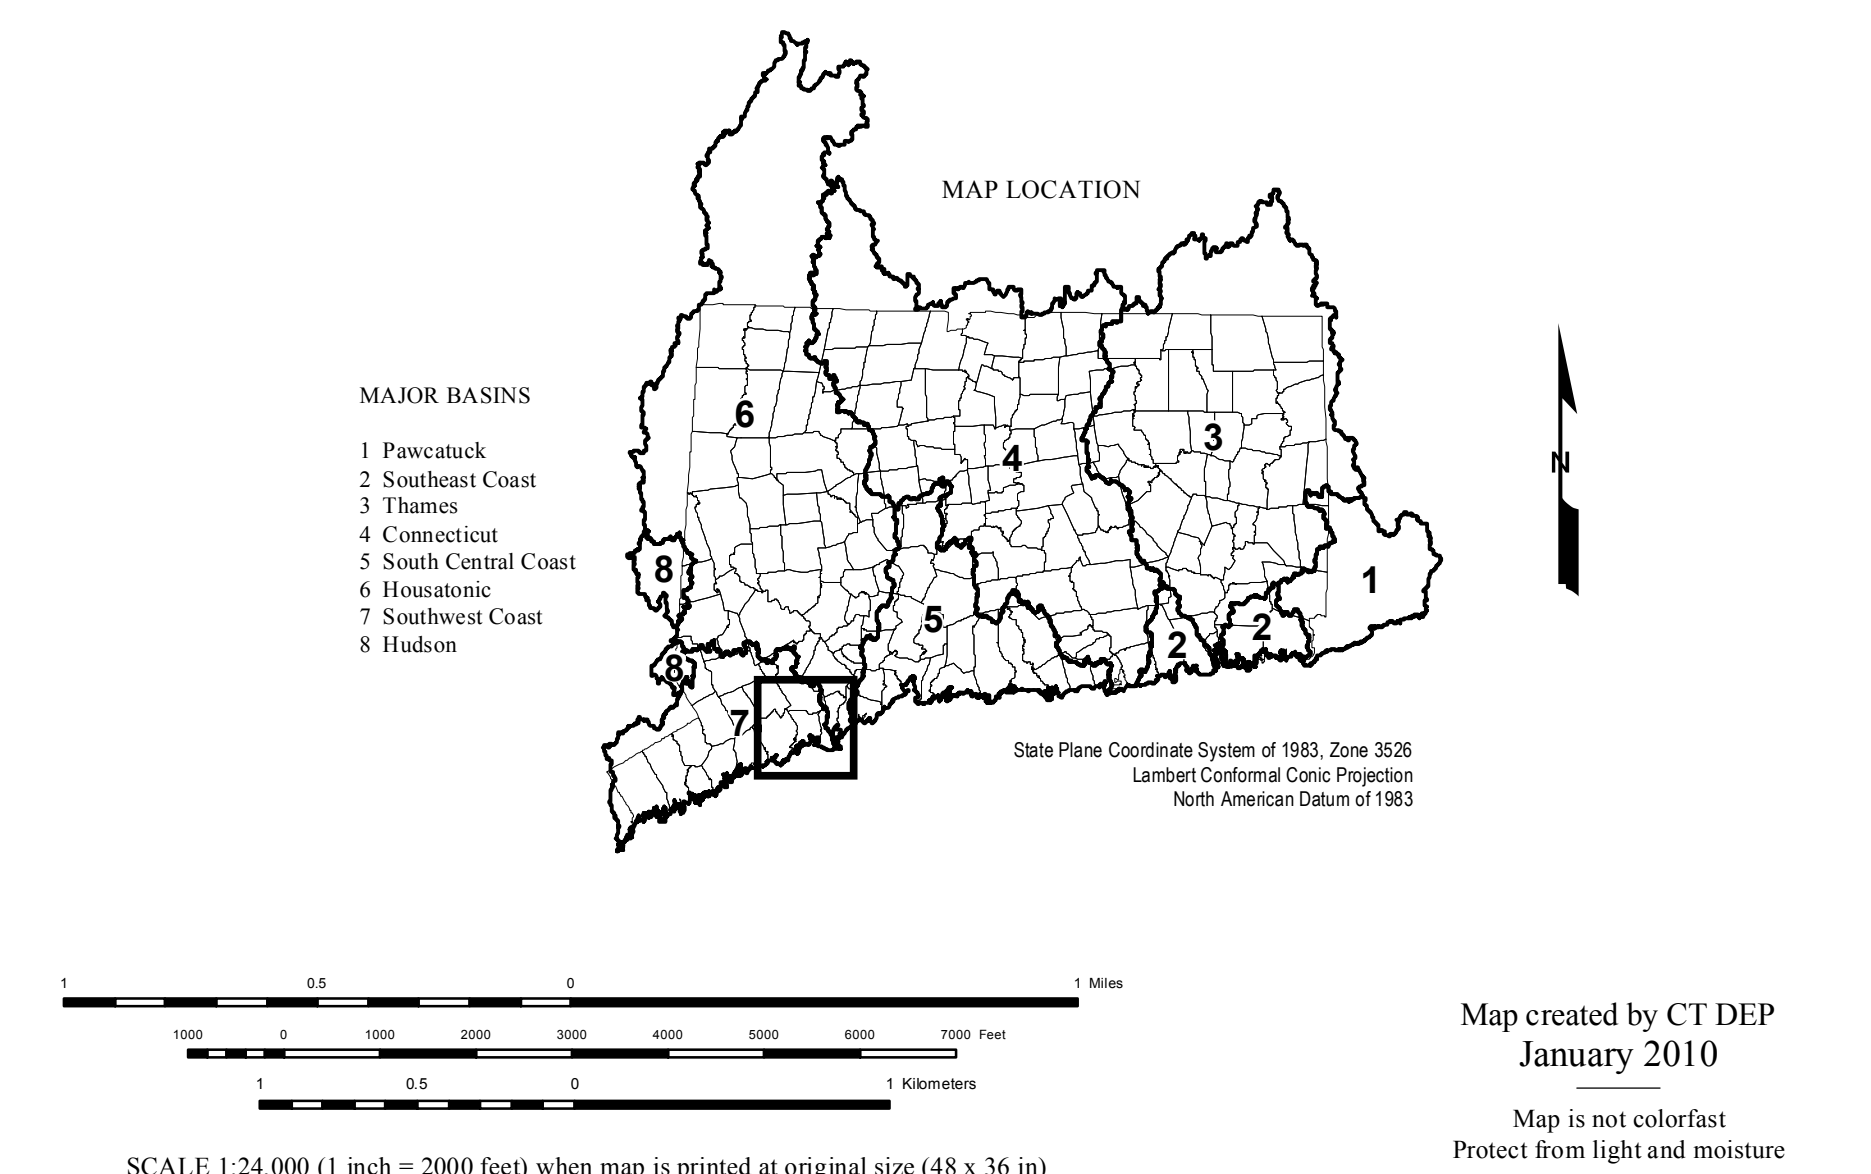 MAP LOCATION
MAJOR BASINS
1 Pawcatuck
2 Southeast Coast
3 Thames
4 Connecticut
5 South Central Coast
6 Housatonic
7 Southwest Coast
8 Hudson
6
4
3
8
5
1
2
2
8
7
N
State Plane Coordinate System of 1983, Zone 3526
Lambert Conformal Conic Projection
North American Datum of 1983
1 0.5 0 1 Miles
1000 0 1000 2000 3000 4000 5000 6000 7000 Feet
1 0.5 0 1 Kilometers
SCALE 1:24,000 (1 inch = 2000 feet) when map is printed at original size (48 x 36 in)
Map created by CT DEP
January 2010
Map is not colorfast
Protect from light and moisture